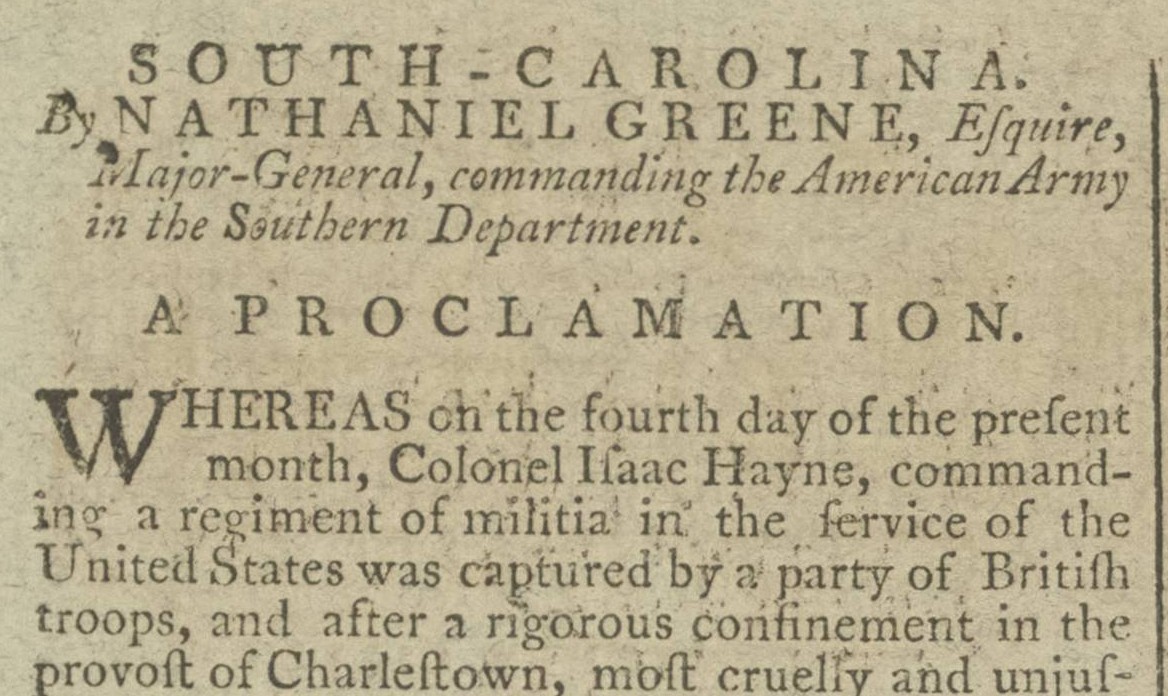 SOUTH-CAROLINA.
By NATHANIEL GREENE, Eſquire,
Major-General, commanding the American Army
in the Southern Department.
A PROCLAMATION.
WHEREAS on the fourth day of the preſent
month, Colonel Iſaac Hayne, command-
ing a regiment of militia in the ſervice of the
United States was captured by a party of Britiſh
troops, and after a rigorous confinement in the
provoſt of Charleſtown, moſt cruelly and unjuſ-